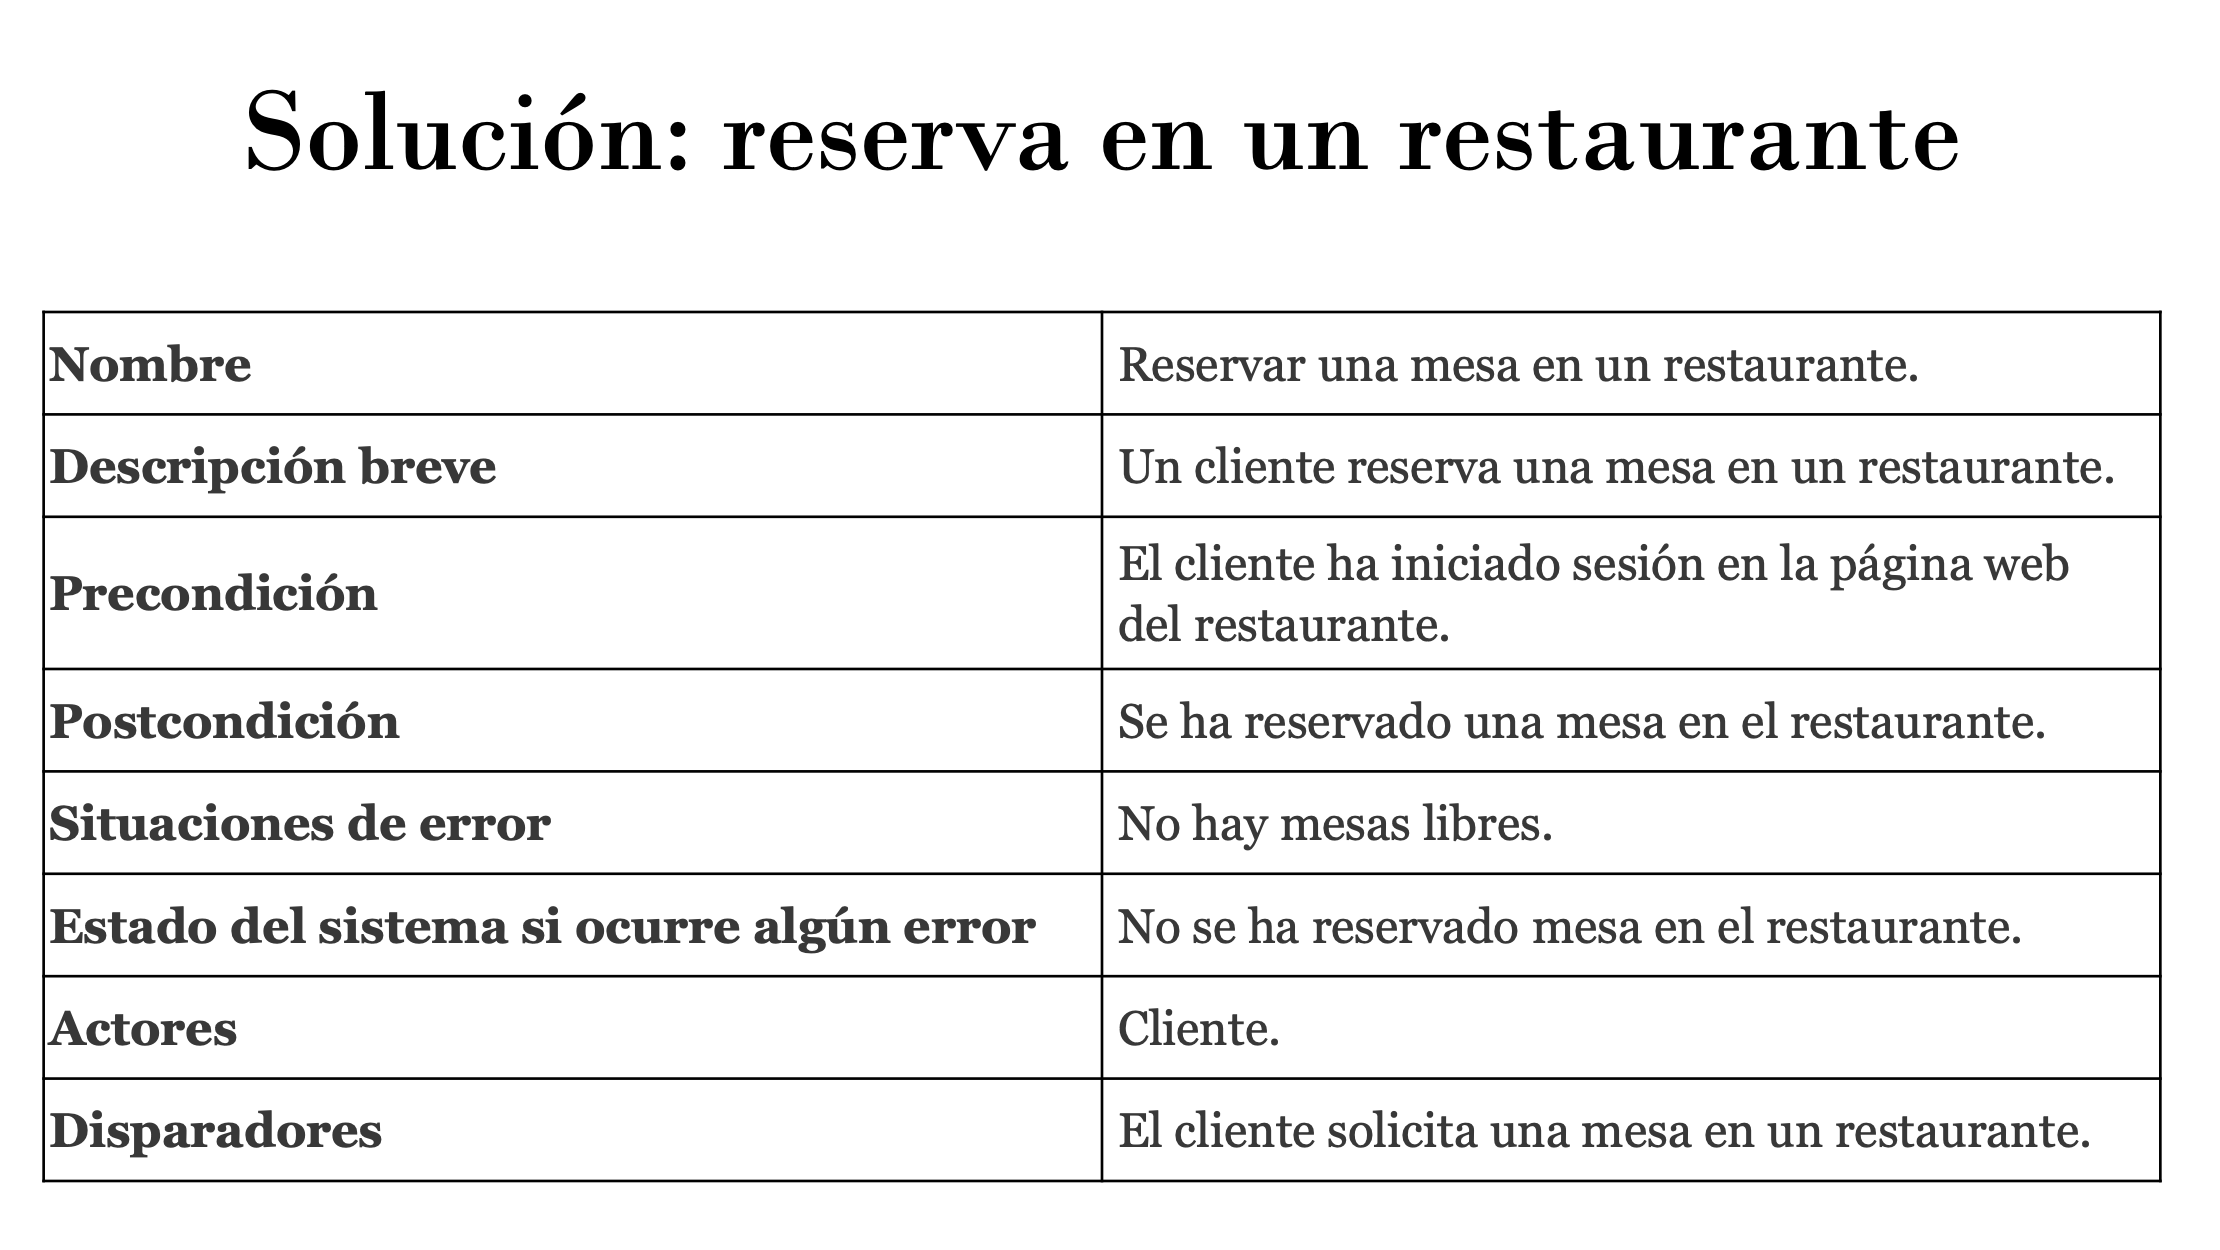 Solución: reserva en un restaurante
Nombre
Reservar una mesa en un restaurante.
Descripción breve
Un cliente reserva una mesa en un restaurante.
Precondición
El cliente ha iniciado sesión en la página web
del restaurante.
Postcondición
Se ha reservado una mesa en el restaurante.
Situaciones de error
No hay mesas libres.
Estado del sistema si ocurre algún error
No se ha reservado mesa en el restaurante.
Actores
Cliente.
Disparadores
El cliente solicita una mesa en un restaurante.